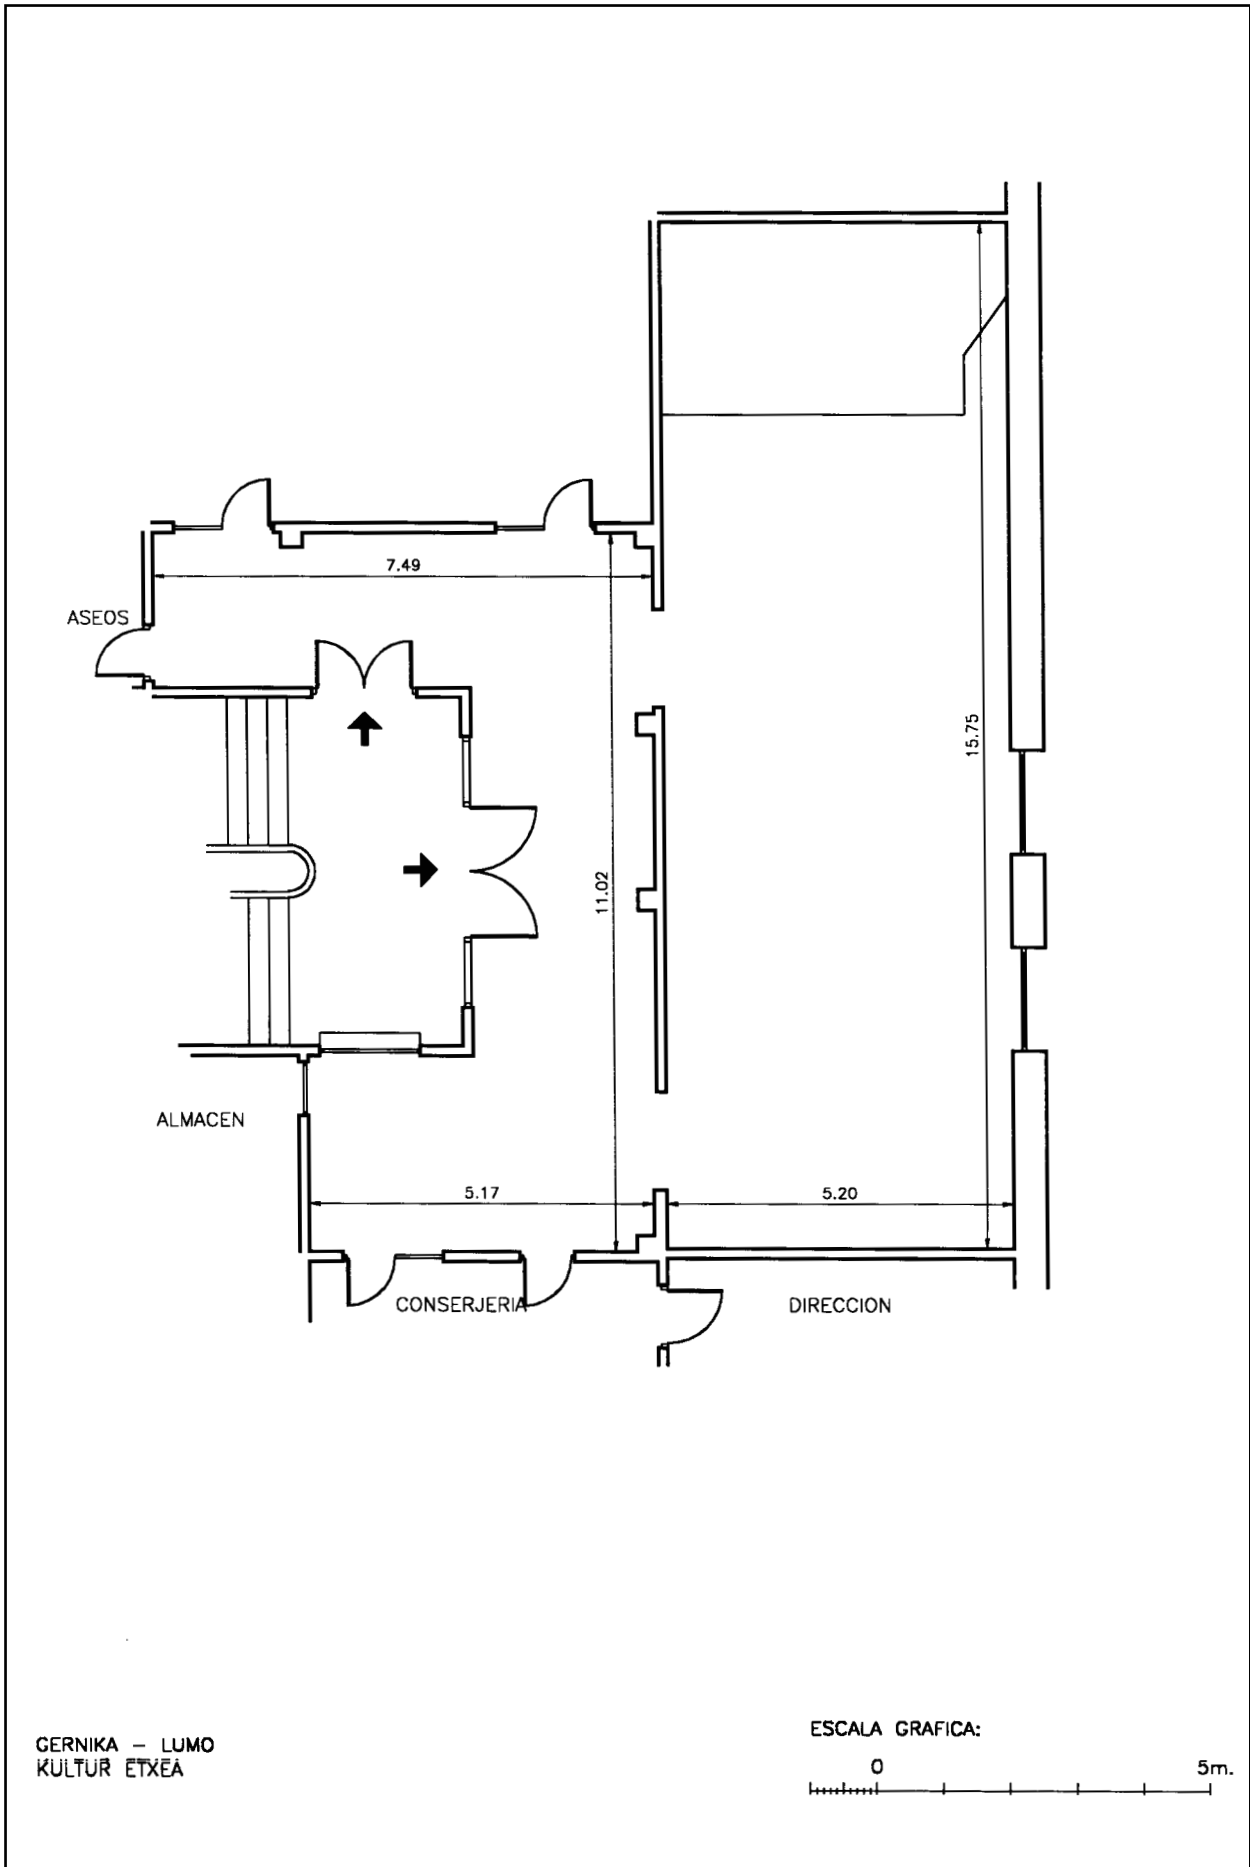 7.49
ASEOS
15.75
11.02
ALMACEN
5.17
5.20
CONSERJERIA
DIRECCION
GERNIKA – LUMO
KULTUR ETXEA
ESCALA GRAFICA:
0 5m.